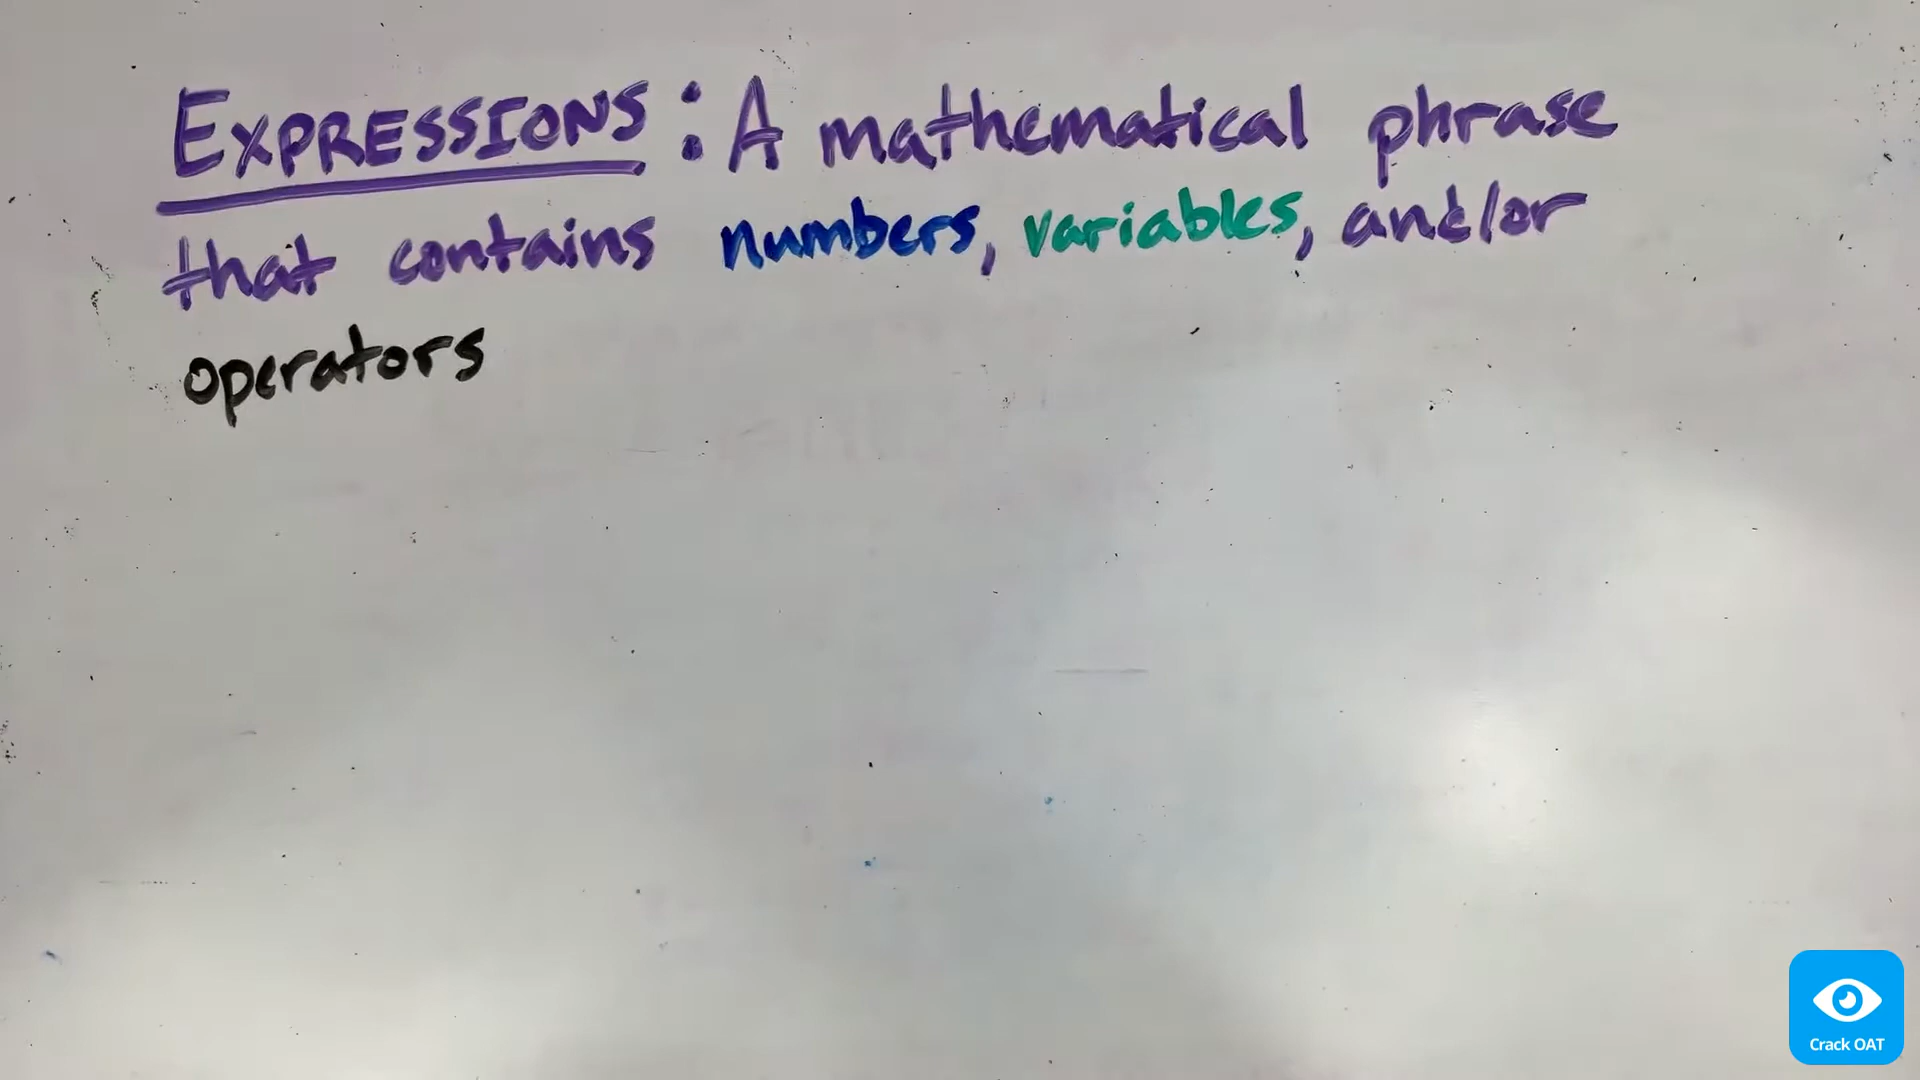 EXPRESSIONS: A mathematical phrase
that contains numbers, variables, and/or
operators
Crack OAT